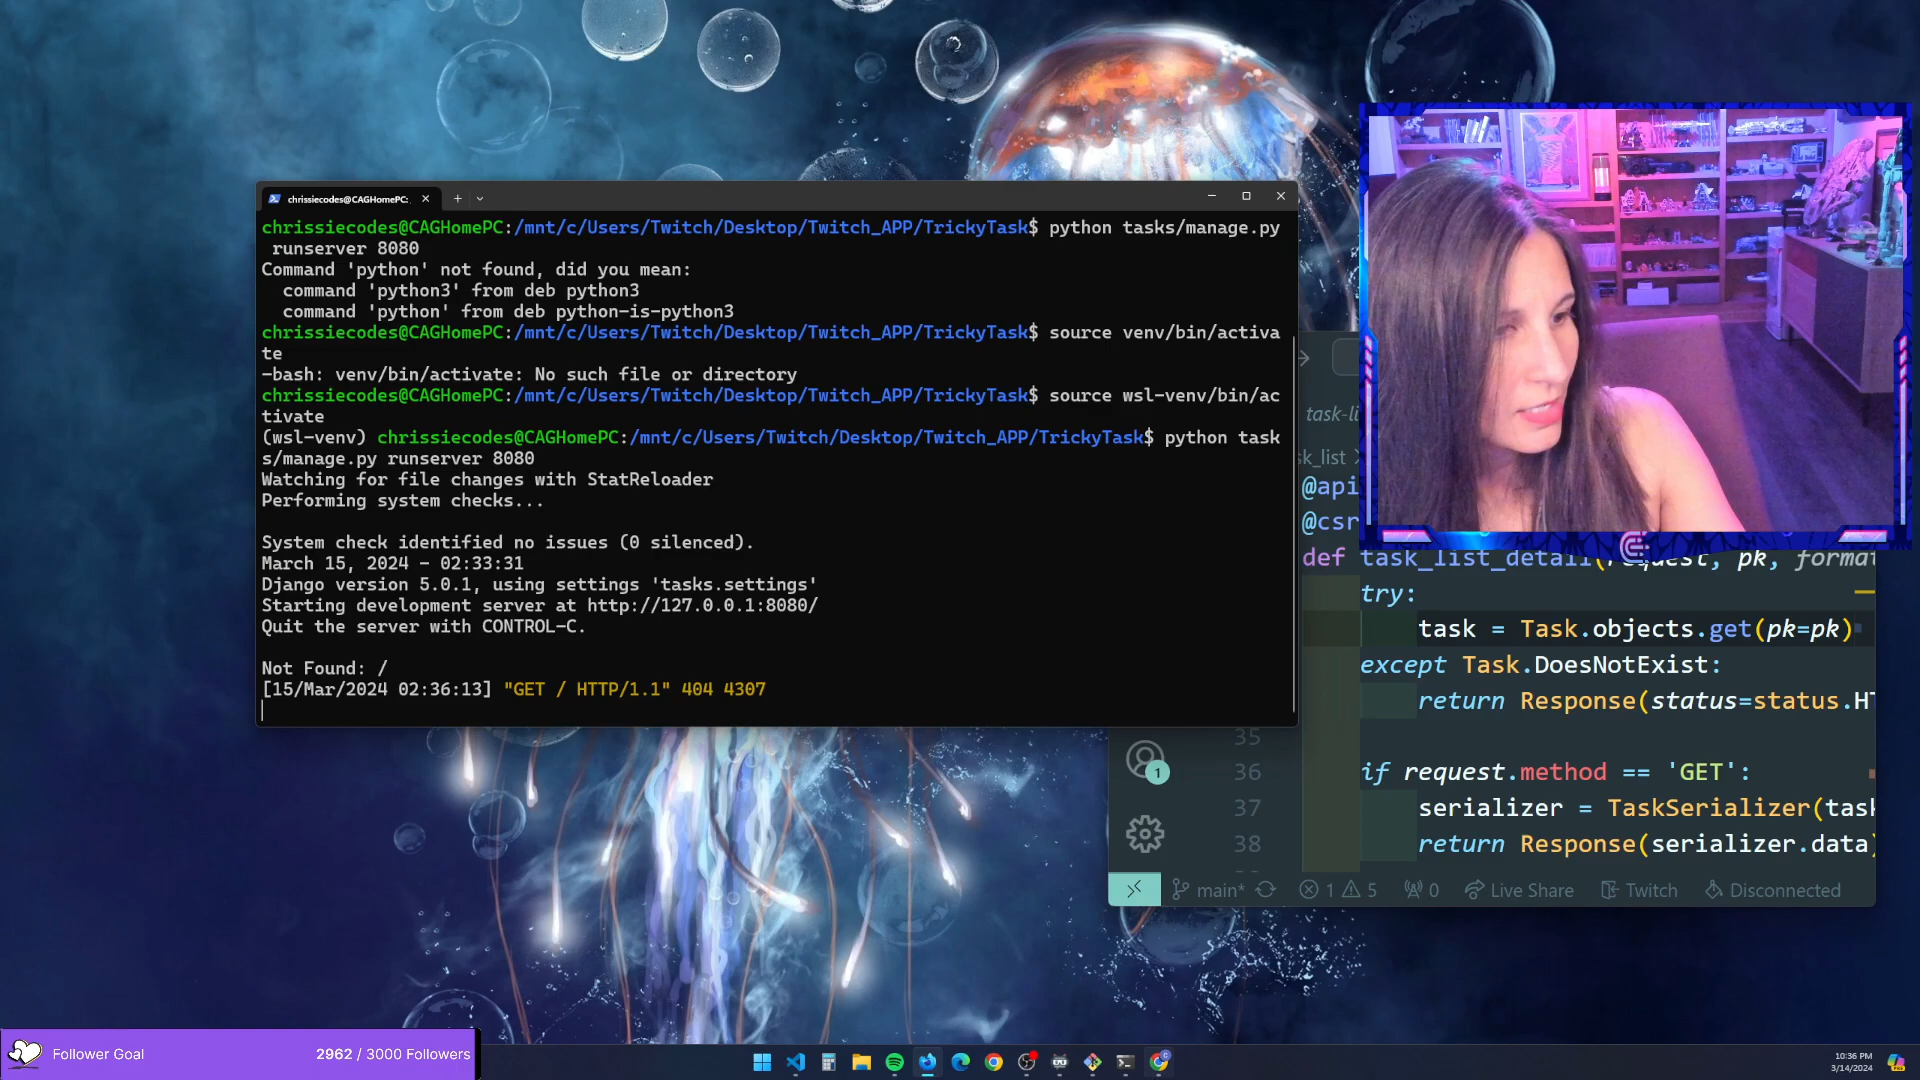 chrissiecodes@CAGHomePC:
chrissiecodes@CAGHomePC:/mnt/c/Users/Twitch/Desktop/Twitch_APP/TrickyTask$ python tasks/manage.py
runserver 8080
Command 'python' not found, did you mean:
command 'python3' from deb python3
command 'python' from deb python-is-python3
chrissiecodes@CAGHomePC:/mnt/c/Users/Twitch/Desktop/Twitch_APP/TrickyTask$ source venv/bin/activa
te
-bash: venv/bin/activate: No such file or directory
chrissiecodes@CAGHomePC:/mnt/c/Users/Twitch/Desktop/Twitch_APP/TrickyTask$ source wsl-venv/bin/ac
tivate
(wsl-venv) chrissiecodes@CAGHomePC:/mnt/c/Users/Twitch/Desktop/Twitch_APP/TrickyTask$ python task
s/manage.py runserver 8080
Watching for file changes with StatReloader
Performing system checks...
System check identified no issues (0 silenced).
March 15, 2024 - 02:33:31
Django version 5.0.1, using settings 'tasks.settings'
Starting development server at http://127.0.0.1:8080/
Quit the server with CONTROL-C.
Not Found: /
[15/Mar/2024 02:36:13] "GET / HTTP/1.1" 404 4307
task-li
sk_list
@api
@csr
def task_list_detail(request, pk, format
try:
task = Task.objects.get(pk=pk)
except Task.DoesNotExist:
return Response(status=status.HT
35
36 if request.method == 'GET':
37 serializer = TaskSerializer(task
38 return Response(serializer.data)
1
main* 1 5 0 Live Share Twitch Disconnected
Follower Goal 2962 / 3000 Followers
10:36 PM
3/14/2024